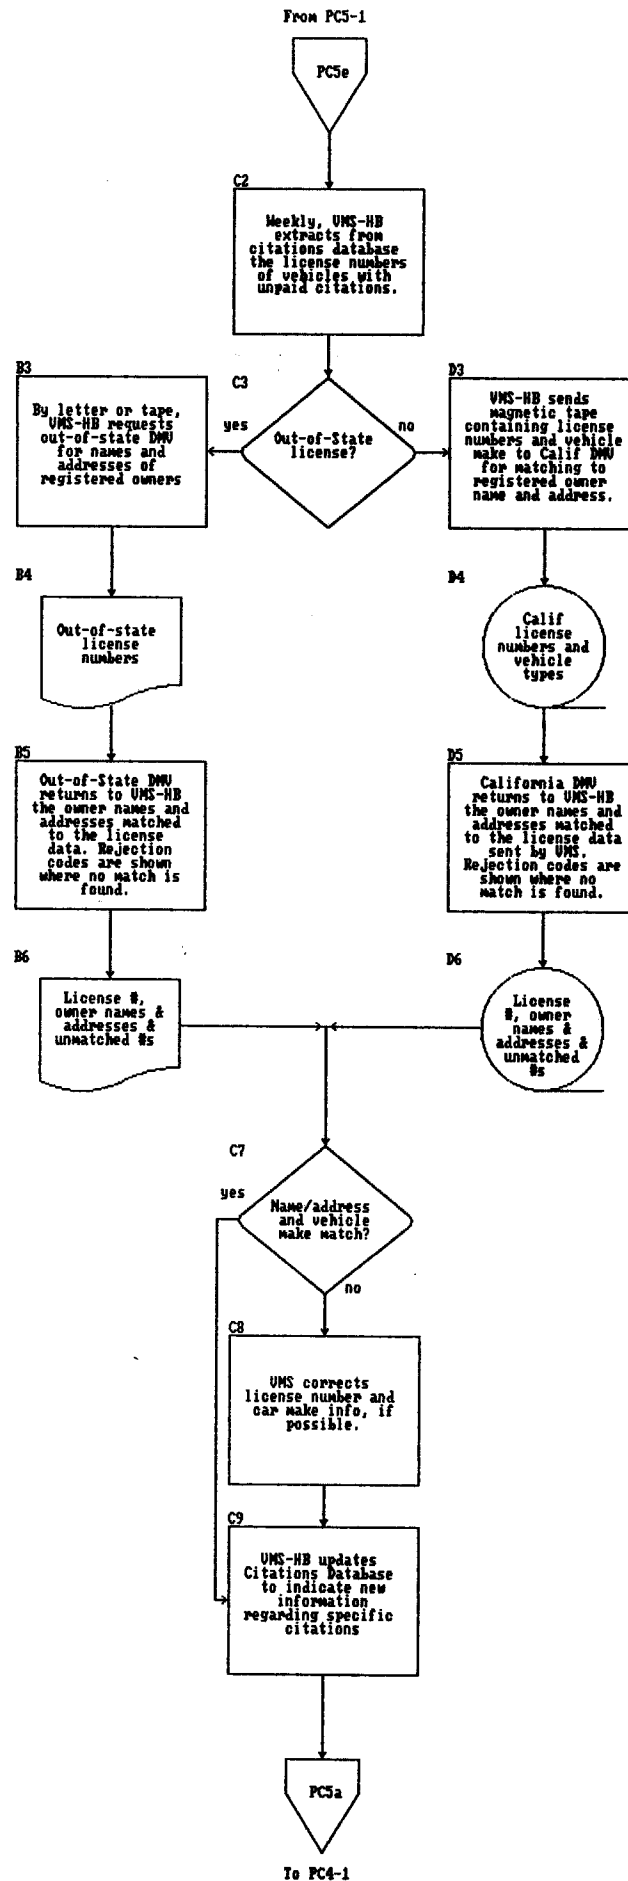 From PC5-1
PC5e
C2
Weekly, VMS-HB
extracts from
citations database
the license numbers
of vehicles with
unpaid citations.
B3
By letter or tape,
VMS-HB requests
out-of-state DMV
for names and
addresses of
registered owners
C3
yes
Out-of-State
license?
no
D3
VMS-HB sends
magnetic tape
containing license
numbers and vehicle
make to Calif DMV
for matching to
registered owner
name and address.
B4
Out-of-state
license
numbers
D4
Calif
license
numbers and
vehicle
types
B5
Out-of-State DMV
returns to VMS-HB
the owner names and
addresses matched
to the license
data. Rejection
codes are shown
where no match is
found.
D5
California DMV
returns to VMS-HB
the owner names and
addresses matched
to the license data
sent by VMS.
Rejection codes are
shown where no
match is found.
B6
License #,
owner names &
addresses &
unmatched #s
D6
License
#, owner
names &
addresses &
unmatched
#s
C7
yes
Name/address
and vehicle
make match?
no
C8
VMS corrects
license number and
car make info, if
possible.
C9
VMS-HB updates
Citations Database
to indicate new
information
regarding specific
citations
PC5a
To PC4-1